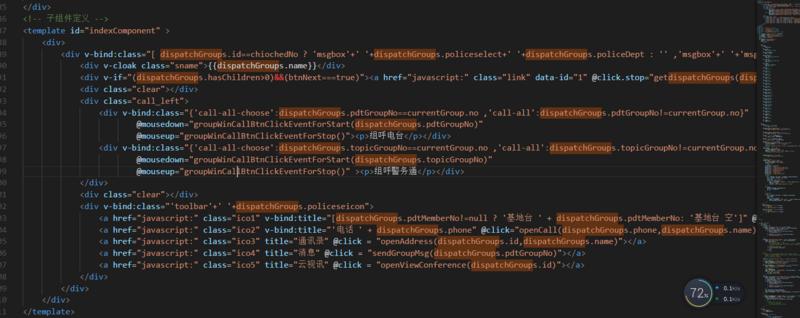 </div>
<!-- 子组件定义 -->
<template id="indexComponent" >
<div>
<div v-bind:class="[ dispatchGroups.id==chiochedNo ? 'msgbox'+' '+dispatchGroups.policeselect+' '+dispatchGroups.policeDept : '' ,'msgbox'+' '+'msg
<div v-cloak class="sname">{{dispatchGroups.name}}</div>
<div v-if="(dispatchGroups.hasChildren>0)&&(btnNext===true)"><a href="javascript:" class="link" data-id="1" @click.stop="getdispatchGroups(dis
<div class="clear"></div>
<div class="call_left">
<div v-bind:class="{'call-all-choose':dispatchGroups.pdtGroupNo==currentGroup.no ,'call-all':dispatchGroups.pdtGroupNo!=currentGroup.no}"
@mousedown="groupWinCallBtnClickEventForStart(dispatchGroups.pdtGroupNo)"
@mouseup="groupWinCallBtnClickEventForStop()"><p>组呼电台</p></div>
<div v-bind:class="{'call-all-choose':dispatchGroups.topicGroupNo==currentGroup.no ,'call-all':dispatchGroups.topicGroupNo!=currentGroup.no
@mousedown="groupWinCallBtnClickEventForStart(dispatchGroups.topicGroupNo)"
@mouseup="groupWinCallBtnClickEventForStop()" ><p>组呼警务通</p></div>
</div>
<div class="clear"></div>
<div v-bind:class="'toolbar'+' '+dispatchGroups.policeseicon">
<a href="javascript:" class="ico1" v-bind:title="[dispatchGroups.pdtMemberNo!=null ? '基地台 ' + dispatchGroups.pdtMemberNo: '基地台 空']" @
<a href="javascript:" class="ico2" v-bind:title="'电话 ' + dispatchGroups.phone" @click="openCall(dispatchGroups.phone,dispatchGroups.name)
<a href="javascript:" class="ico3" title="通讯录" @click = "openAddress(dispatchGroups.id,dispatchGroups.name)"></a>
<a href="javascript:" class="ico4" title="消息" @click = "sendGroupMsg(dispatchGroups.pdtGroupNo)"></a>
<a href="javascript:" class="ico5" title="云视讯" @click = "openViewConference(dispatchGroups.id)"></a>
</div>
</div>
</div>
</template>
72%
0.1K/s
0.1K/s